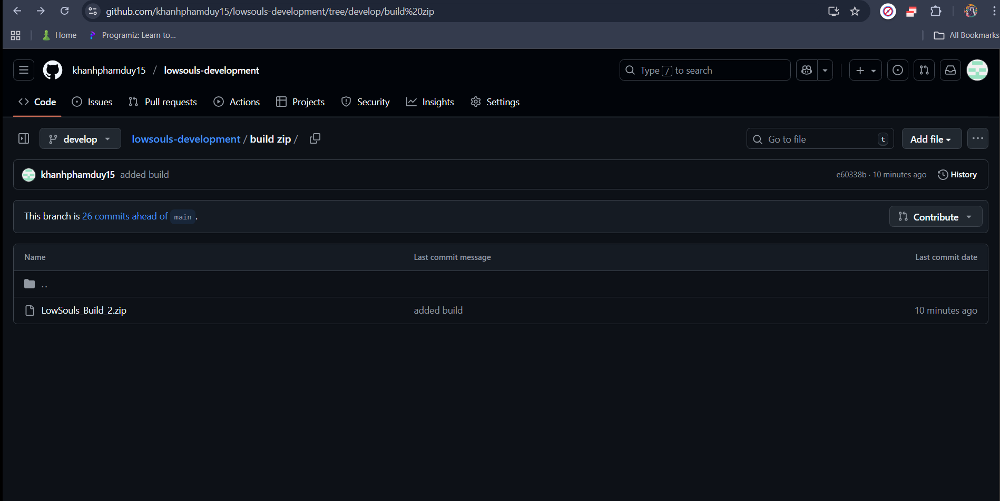 github.com/khanhphamduy15/lowsouls-development/tree/develop/build%20zip
Home
Programiz: Learn to...
All Bookmarks
khanhphamduy15 / lowsouls-development
Type / to search
Code
Issues
Pull requests
Actions
Projects
Security
Insights
Settings
develop
lowsouls-development / build zip /
Go to file
t
Add file
khanhphamduy15 added build
e60338b · 10 minutes ago
History
This branch is 26 commits ahead of main .
Contribute
Name
Last commit message
Last commit date
..
LowSouls_Build_2.zip
added build
10 minutes ago